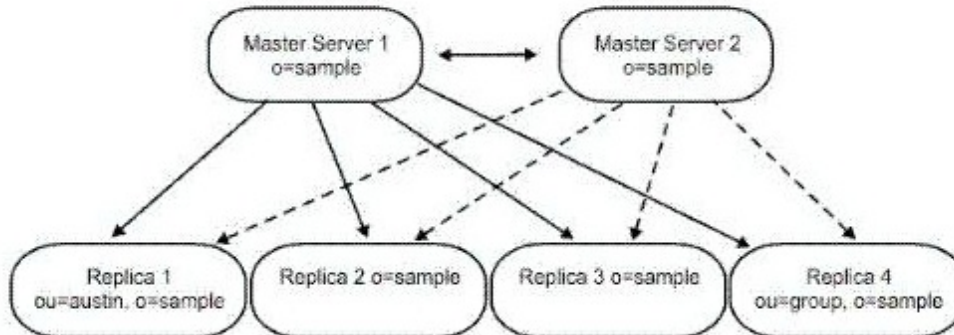 Master Server 1
o=sample
Master Server 2
o=sample
Replica 1
ou=austin, o=sample
Replica 2 o=sample
Replica 3 o=sample
Replica 4
ou=group, o=sample